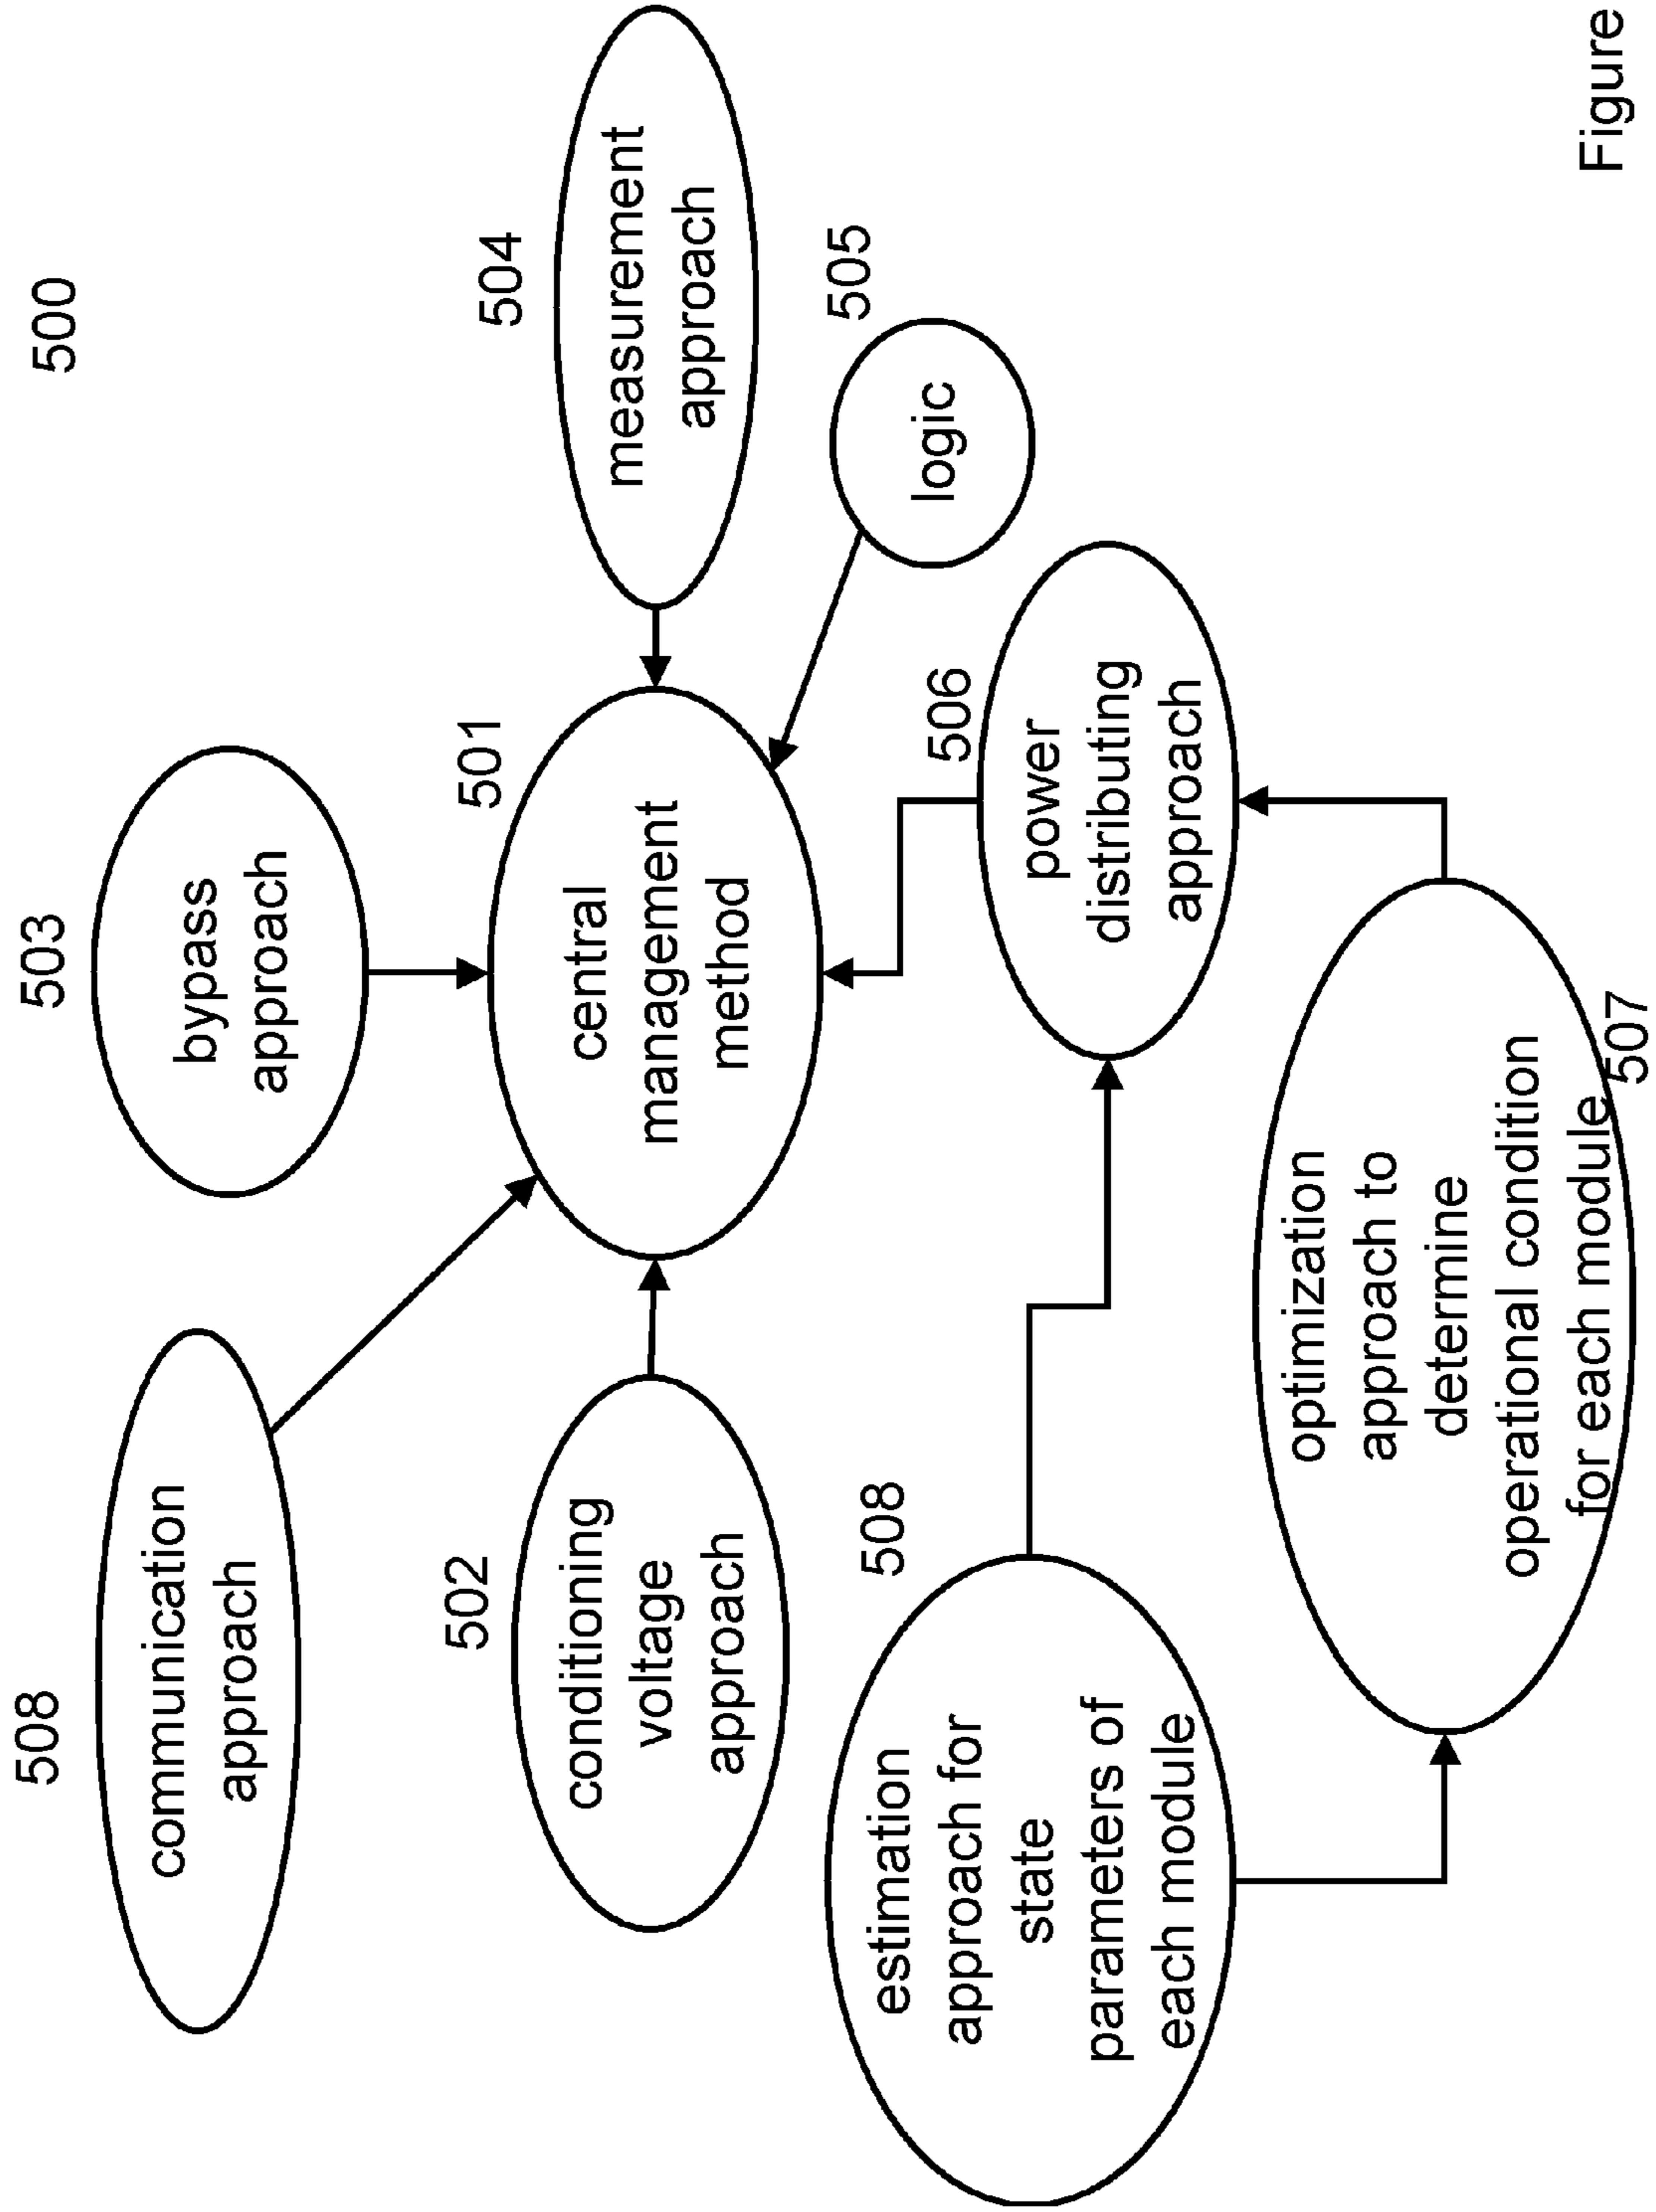 500
508
communication
approach
503
bypass
approach
502
conditioning
voltage
approach
501
central
management
method
504
measurement
approach
505
logic
508
estimation
approach for
state
parameters of
each module
506
power
distributing
approach
optimization
approach to
determine
operational condition
for each module
507
Figure